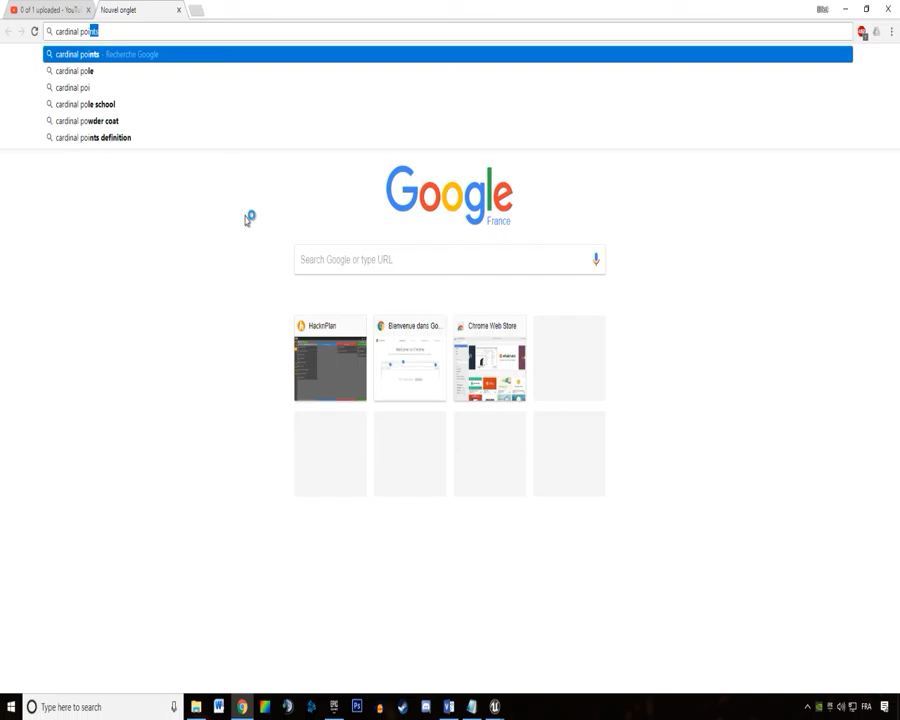 0 of 1 uploaded - YouTu
Nouvel onglet
cardinal points
cardinal points - Recherche Google
cardinal pole
cardinal poi
cardinal pole school
cardinal powder coat
cardinal points definition
Google
France
Search Google or type URL
HacknPlan
Bienvenue dans Go...
Chrome Web Store
Type here to search
FRA